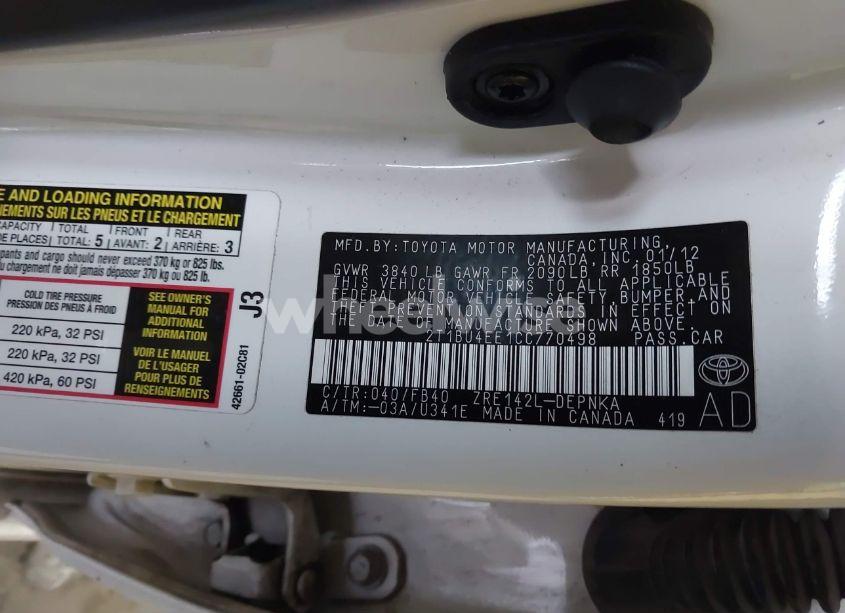 E AND LOADING INFORMATION
NEMENTS SUR LES PNEUS ET LE CHARGEMENT
CAPACITY TOTAL FRONT REAR
DE PLACES TOTAL: 5 AVANT: 2 ARRIÈRE: 3
pants and cargo should never exceed 370 kg or 825 lbs.
u chargement ne doit jamais dépasser 370 kg ou 825 lb.
COLD TIRE PRESSURE
PRESSION DES PNEUS À FROID
220 kPa, 32 PSI
220 kPa, 32 PSI
420 kPa, 60 PSI
SEE OWNER'S
MANUAL FOR
ADDITIONAL
INFORMATION
VOIR LE MANUEL
DE L'USAGER
POUR PLUS DE
RENSEIGNEMENTS
J3
42661-02C81
MFD. BY: TOYOTA MOTOR MANUFACTURING,
CANADA, INC. 01/12
GVWR 3840 LB GAWR FR 2090LB RR 1850LB
THIS VEHICLE CONFORMS TO ALL APPLICABLE
FEDERAL MOTOR VEHICLE SAFETY, BUMPER, AND
THEFT PREVENTION STANDARDS IN EFFECT ON
THE DATE OF MANUFACTURE SHOWN ABOVE.
2T1BU4EE1CC770498 PASS. CAR
C/TR: 040/FB40 ZRE142L-DEPNKA
A/TM: -03A/U341E MADE IN CANADA 419
AD
wheelwise